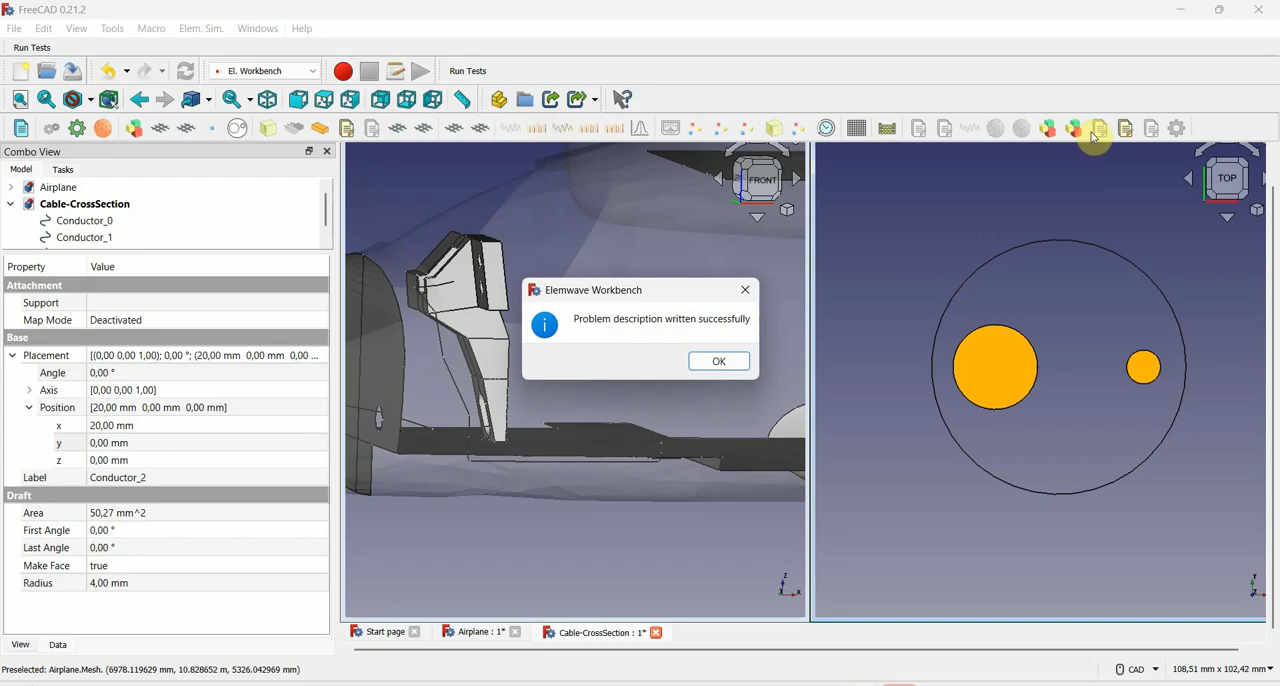 FreeCAD 0.21.2
File Edit View Tools Macro Elem. Sim. Windows Help
Run Tests
El. Workbench Run Tests
Combo View
Model Tasks
Airplane
Cable-CrossSection
Conductor_0
Conductor_1
Property Value
Attachment
Support
Map Mode Deactivated
Base
Placement [(0,00 0,00 1,00); 0,00 °; (20,00 mm 0,00 mm 0,00 ...
Angle 0,00 °
Axis [0,00 0,00 1,00]
Position [20,00 mm 0,00 mm 0,00 mm]
x 20,00 mm
y 0,00 mm
z 0,00 mm
Label Conductor_2
Draft
Area 50,27 mm^2
First Angle 0,00 °
Last Angle 0,00 °
Make Face true
Radius 4,00 mm
View Data
FRONT
TOP
Elemwave Workbench
Problem description written successfully
OK
z
x
Y
Start page Airplane : 1* Cable-CrossSection : 1*
Preselected: Airplane.Mesh. (6978.119629 mm, 10.828652 m, 5326.042969 mm)
CAD 108,51 mm x 102,42 mm